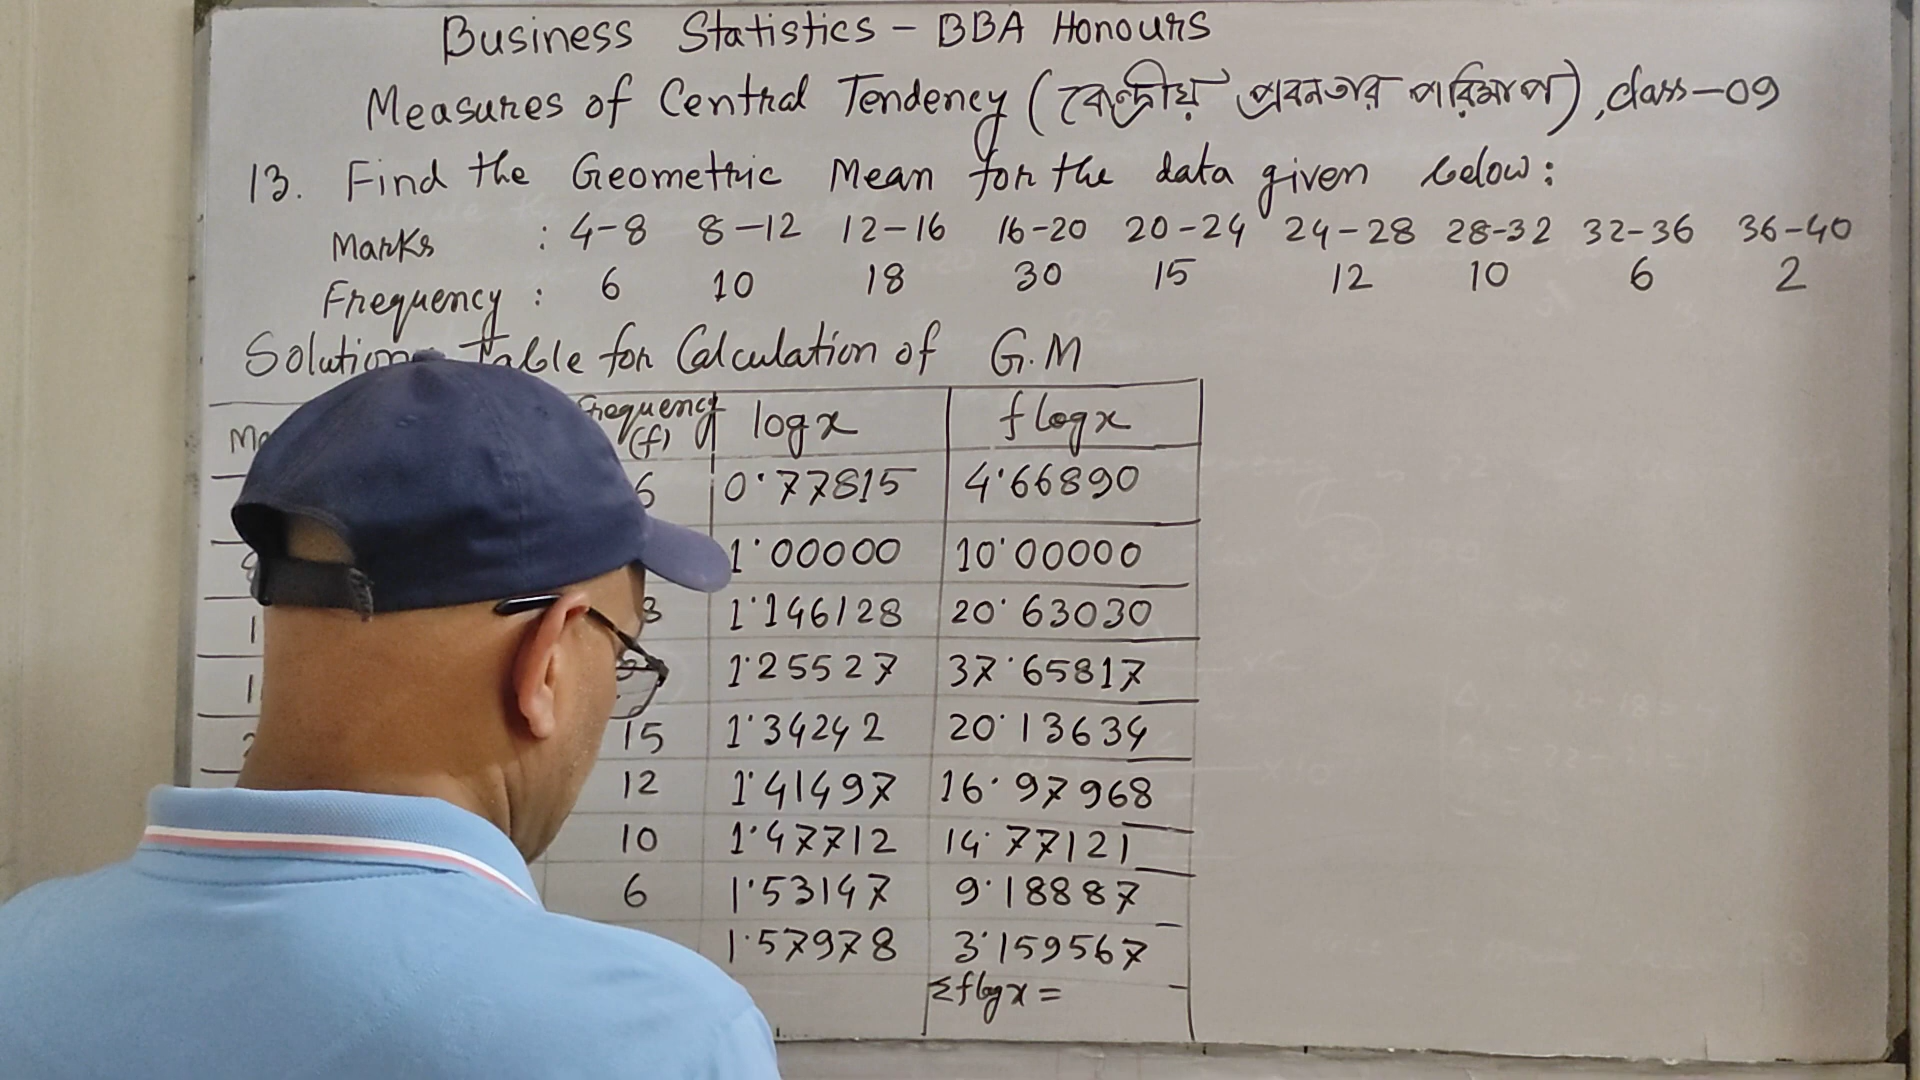 Business Statistics - BBA Honours
Measures of Central Tendency (কেন্দ্রীয় প্রবনতার পরিমাপ), class-09
13. Find the Geometric Mean for the data given below:
Marks : 4-8 8-12 12-16 16-20 20-24 24-28 28-32 32-36 36-40
Frequency : 6 10 18 30 15 12 10 6 2
Solution table for Calculation of G.M
Frequency (f) log x f log x
6 0.77815 4.66890
1.00000 10.00000
1.146128 20.63030
1.25527 37.65817
15 1.34242 20.13634
12 1.41497 16.97968
10 1.47712 14.77121
6 1.53147 9.18887
1.57978 3.159567
Σf log x =